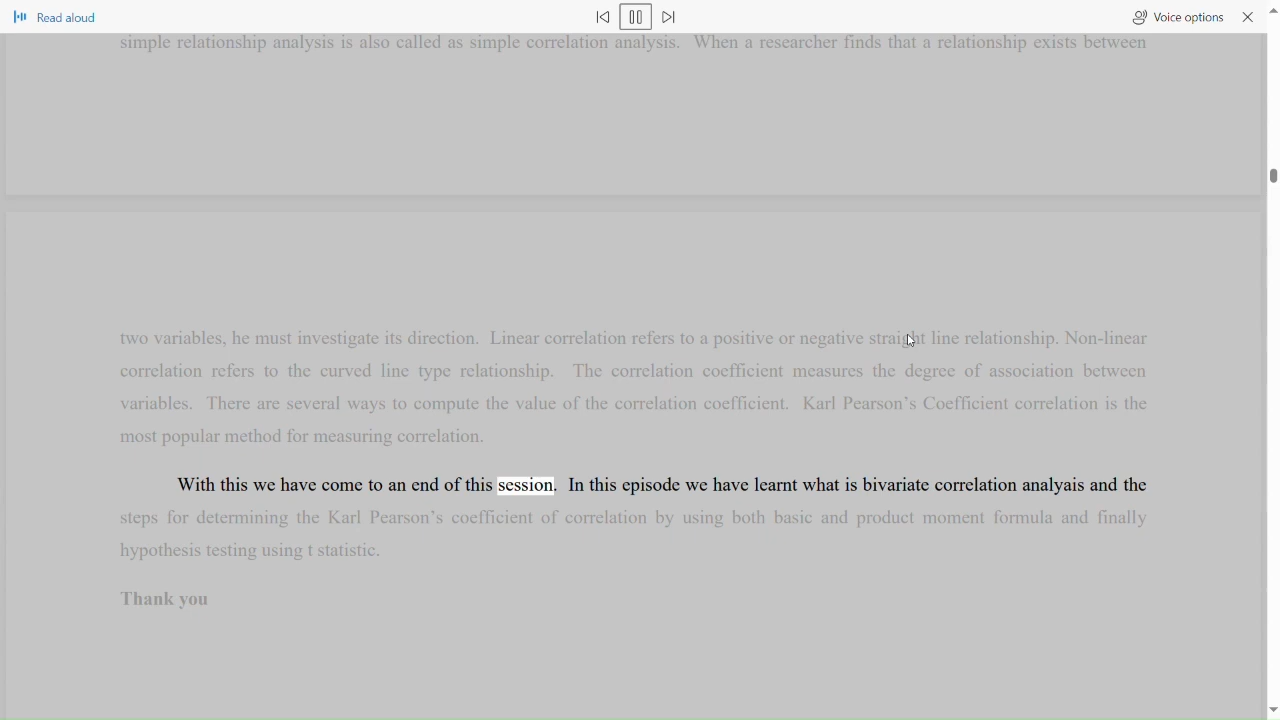 Read aloud
Voice options
simple relationship analysis is also called as simple correlation analysis. When a researcher finds that a relationship exists between
two variables, he must investigate its direction. Linear correlation refers to a positive or negative straight line relationship. Non-linear
correlation refers to the curved line type relationship. The correlation coefficient measures the degree of association between
variables. There are several ways to compute the value of the correlation coefficient. Karl Pearson’s Coefficient correlation is the
most popular method for measuring correlation.
With this we have come to an end of this session. In this episode we have learnt what is bivariate correlation analyais and the
steps for determining the Karl Pearson’s coefficient of correlation by using both basic and product moment formula and finally
hypothesis testing using t statistic.
Thank you